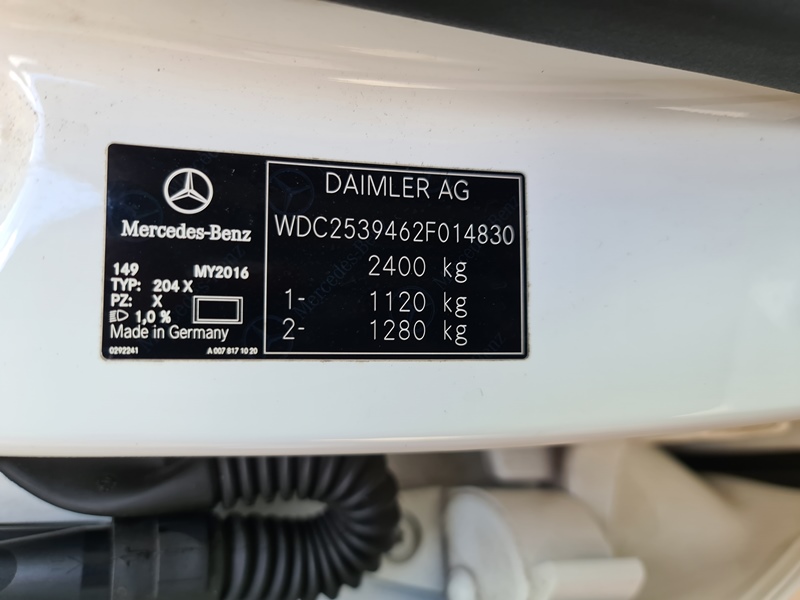 Mercedes-Benz
149 MY2016
TYP: 204 X
PZ: X
1,0 %
Made in Germany
0292241 A 007 817 10 20
DAIMLER AG
WDC2539462F014830
2400 kg
1- 1120 kg
2- 1280 kg